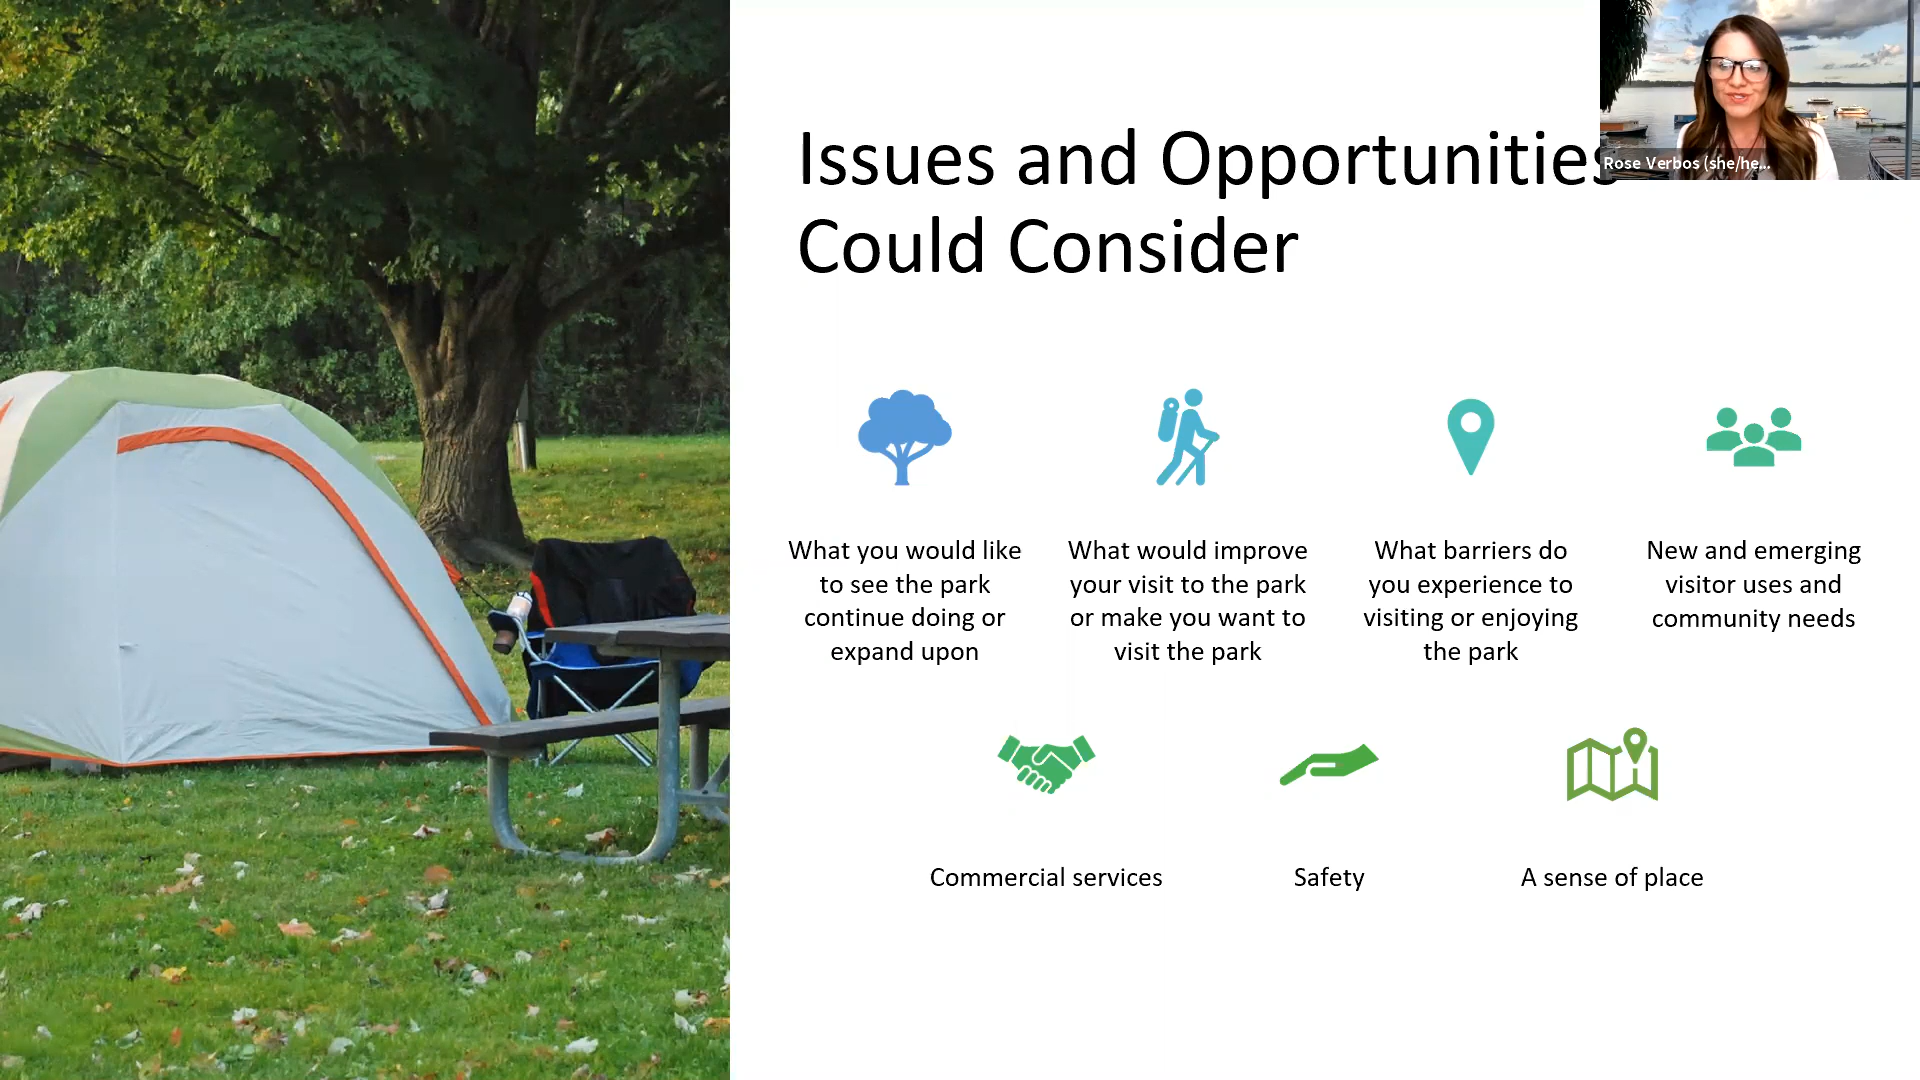 Issues and Opportunities
Could Consider
Rose Verbos (she/he...
What you would like
to see the park
continue doing or
expand upon
What would improve
your visit to the park
or make you want to
visit the park
What barriers do
you experience to
visiting or enjoying
the park
New and emerging
visitor uses and
community needs
Commercial services
Safety
A sense of place